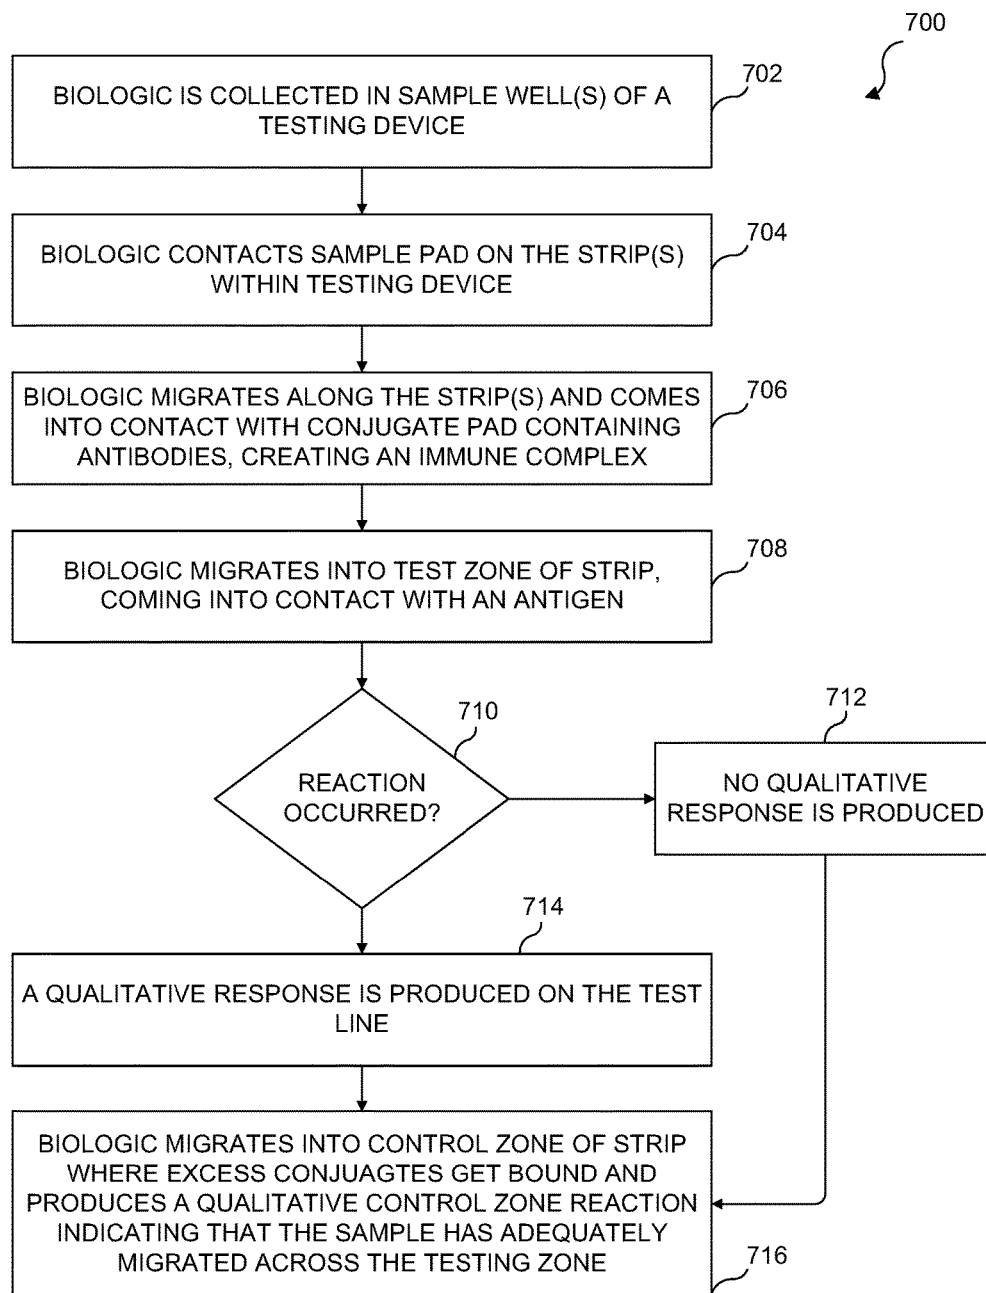 700
BIOLOGIC IS COLLECTED IN SAMPLE WELL(S) OF A
TESTING DEVICE
702
BIOLOGIC CONTACTS SAMPLE PAD ON THE STRIP(S)
WITHIN TESTING DEVICE
704
BIOLOGIC MIGRATES ALONG THE STRIP(S) AND COMES
INTO CONTACT WITH CONJUGATE PAD CONTAINING
ANTIBODIES, CREATING AN IMMUNE COMPLEX
706
BIOLOGIC MIGRATES INTO TEST ZONE OF STRIP,
COMING INTO CONTACT WITH AN ANTIGEN
708
REACTION
OCCURRED?
710
712
NO QUALITATIVE
RESPONSE IS PRODUCED
714
A QUALITATIVE RESPONSE IS PRODUCED ON THE TEST
LINE
BIOLOGIC MIGRATES INTO CONTROL ZONE OF STRIP
WHERE EXCESS CONJUAGTES GET BOUND AND
PRODUCES A QUALITATIVE CONTROL ZONE REACTION
INDICATING THAT THE SAMPLE HAS ADEQUATELY
MIGRATED ACROSS THE TESTING ZONE
716